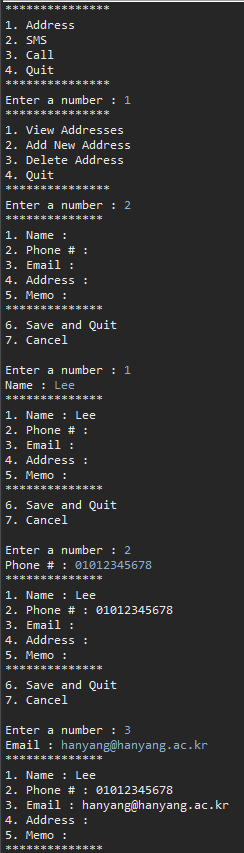 ***************
1. Address
2. SMS
3. Call
4. Quit
***************
Enter a number : 1
***************
1. View Addresses
2. Add New Address
3. Delete Address
4. Quit
***************
Enter a number : 2
**************
1. Name :
2. Phone # :
3. Email :
4. Address :
5. Memo :
**************
6. Save and Quit
7. Cancel
Enter a number : 1
Name : Lee
**************
1. Name : Lee
2. Phone # :
3. Email :
4. Address :
5. Memo :
**************
6. Save and Quit
7. Cancel
Enter a number : 2
Phone # : 01012345678
**************
1. Name : Lee
2. Phone # : 01012345678
3. Email :
4. Address :
5. Memo :
**************
6. Save and Quit
7. Cancel
Enter a number : 3
Email : hanyang@hanyang.ac.kr
**************
1. Name : Lee
2. Phone # : 01012345678
3. Email : hanyang@hanyang.ac.kr
4. Address :
5. Memo :
**************